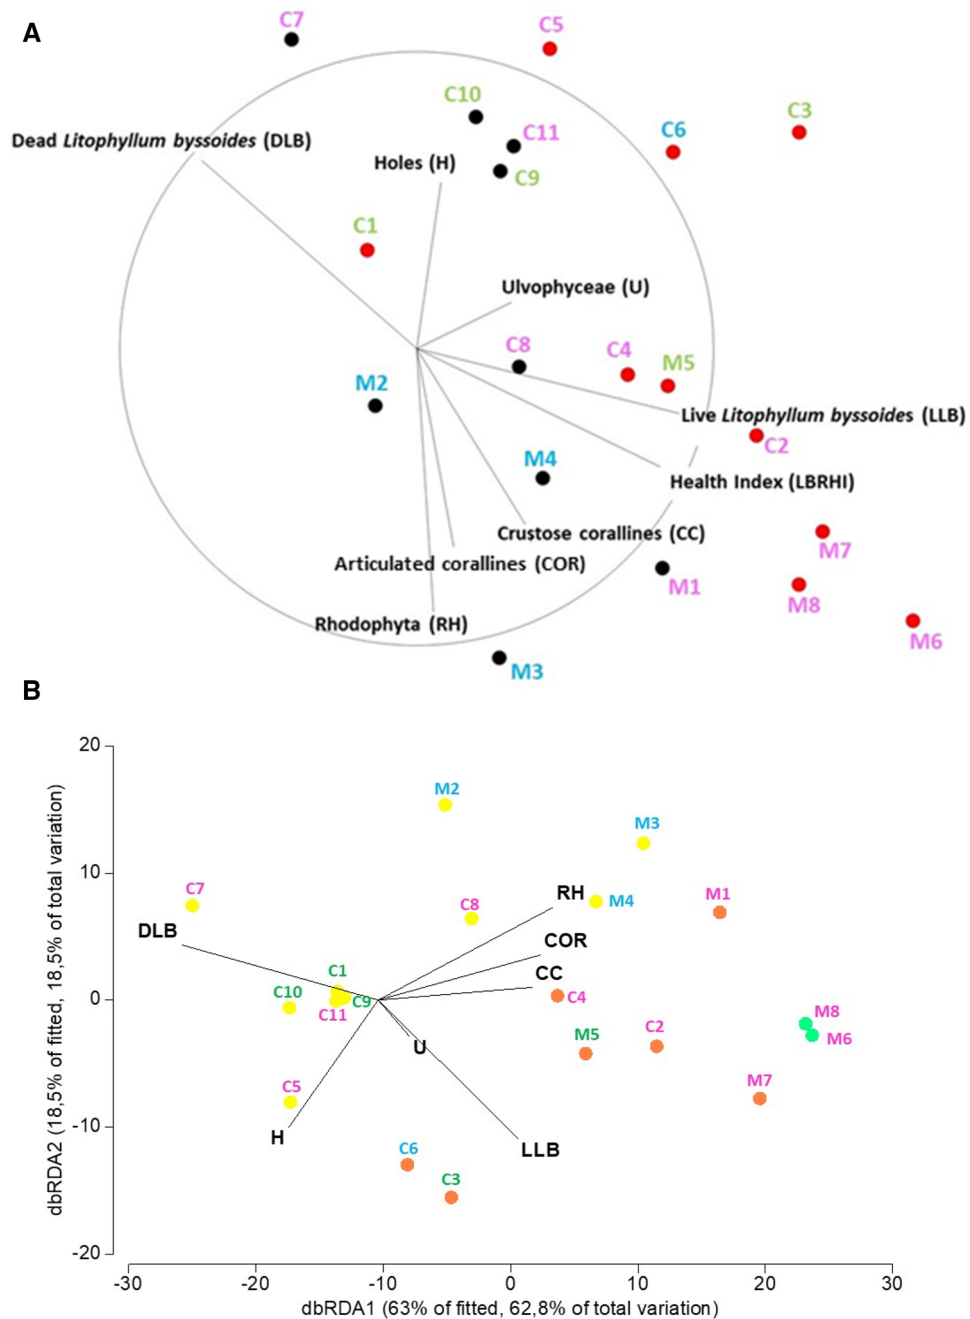 A
C7
C5
C10
C3
C6
C11
Dead Litophyllum byssoides (DLB)
Holes (H)
C9
C1
Ulvophyceae (U)
C8
C4
M5
M2
Live Litophyllum byssoides (LLB)
C2
M4
Health Index (LBRHI)
Crustose corallines (CC)
M7
Articulated corallines (COR)
M1
M8
Rhodophyta (RH)
M6
M3
B
20
M2
M3
10
C7
RH
M4
M1
C8
DLB
COR
C1
CC
C10
0
C9
C4
C11
M8
C2
M5
M6
U
C5
M7
-10
H
C6
LLB
C3
-20
dbRDA2 (18,5% of fitted, 18,5% of total variation)
-30
-20
-10
0
10
20
30
dbRDA1 (63% of fitted, 62,8% of total variation)